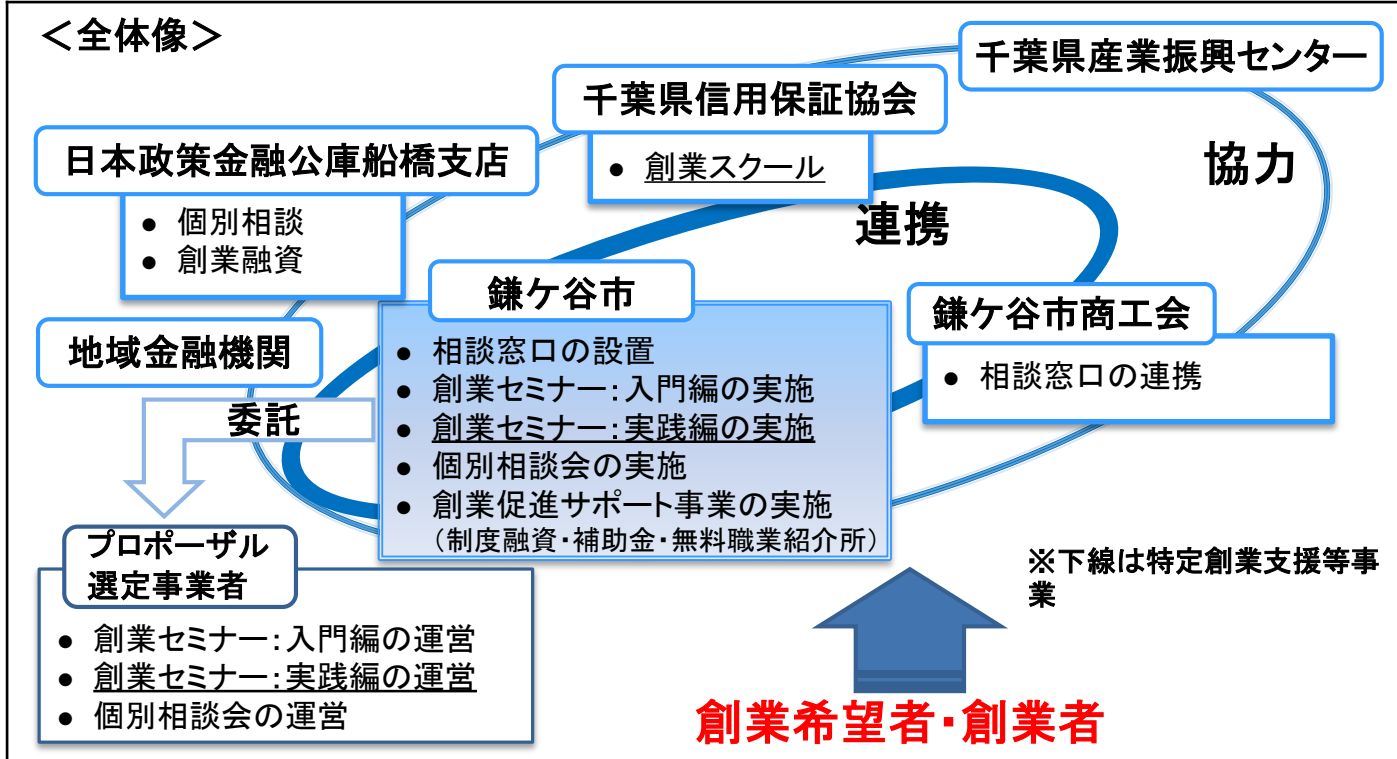 ＜全体像＞
千葉県産業振興センター
千葉県信用保証協会
● 創業スクール
日本政策金融公庫船橋支店
● 個別相談
● 創業融資
協力
連携
鎌ケ谷市
● 相談窓口の設置
● 創業セミナー：入門編の実施
● 創業セミナー：実践編の実施
● 個別相談会の実施
● 創業促進サポート事業の実施
（制度融資・補助金・無料職業紹介所）
鎌ケ谷市商工会
● 相談窓口の連携
地域金融機関
委託
プロポーザル
選定事業者
● 創業セミナー：入門編の運営
● 創業セミナー：実践編の運営
● 個別相談会の運営
※下線は特定創業支援等事
業
創業希望者・創業者